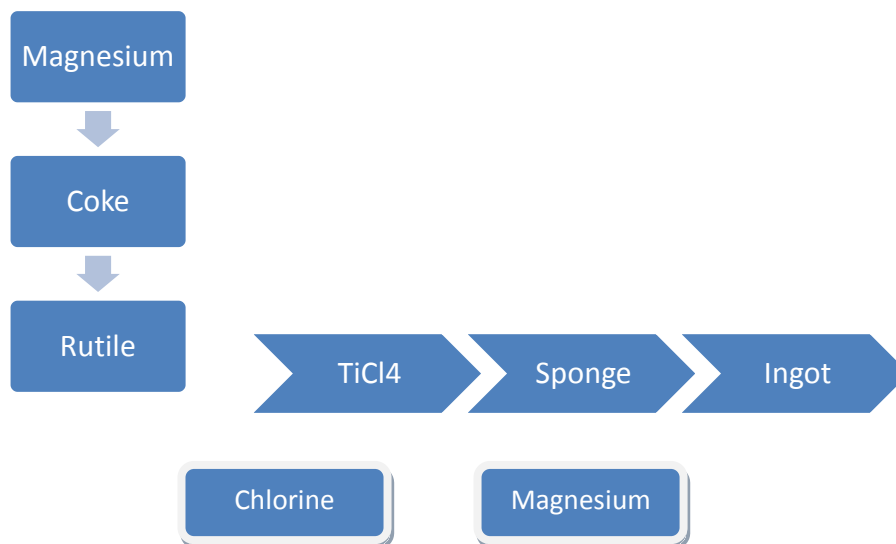 Magnesium
Coke
Rutile
TiCl4
Sponge
Ingot
Chlorine
Magnesium